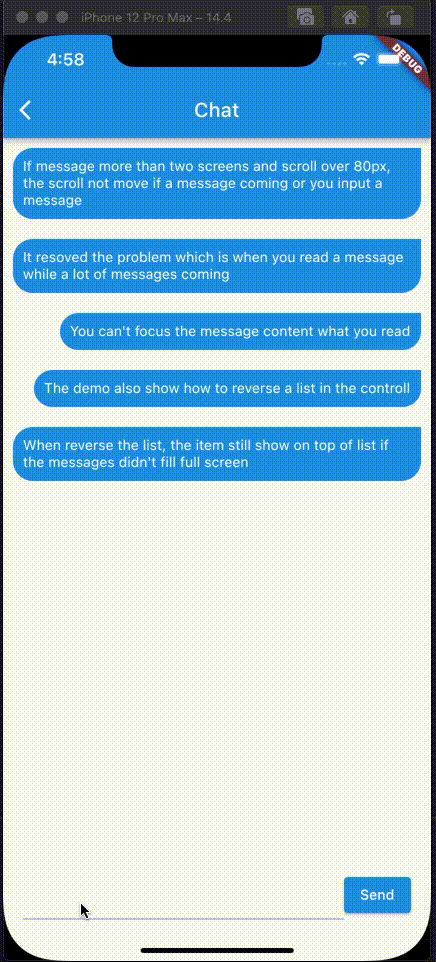 iPhone 12 Pro Max – 14.4
4:58
DEBUG
Chat
If message more than two screens and scroll over 80px,
the scroll not move if a message coming or you input a
message
It resoved the problem which is when you read a message
while a lot of messages coming
You can't focus the message content what you read
The demo also show how to reverse a list in the controll
When reverse the list, the item still show on top of list if
the messages didn't fill full screen
Send